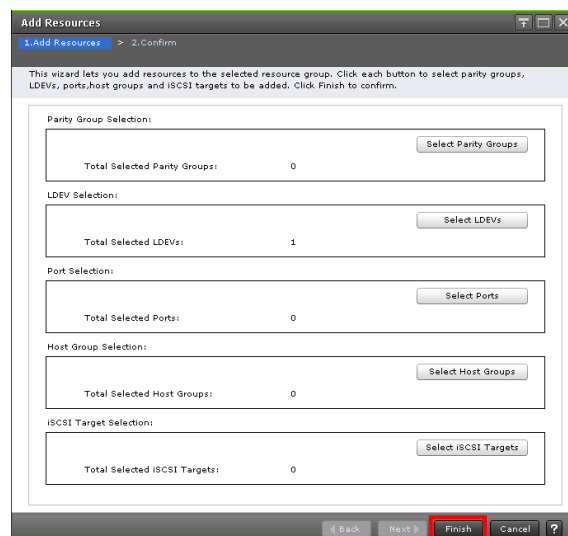 Add Resources
1.Add Resources > 2.Confirm
This wizard lets you add resources to the selected resource group. Click each button to select parity groups,
LDEVs, ports,host groups and iSCSI targets to be added. Click Finish to confirm.
Parity Group Selection:
Select Parity Groups
Total Selected Parity Groups: 0
LDEV Selection:
Select LDEVs
Total Selected LDEVs: 1
Port Selection:
Select Ports
Total Selected Ports: 0
Host Group Selection:
Select Host Groups
Total Selected Host Groups: 0
iSCSI Target Selection:
Select iSCSI Targets
Total Selected iSCSI Targets: 0
Back Next Finish Cancel ?